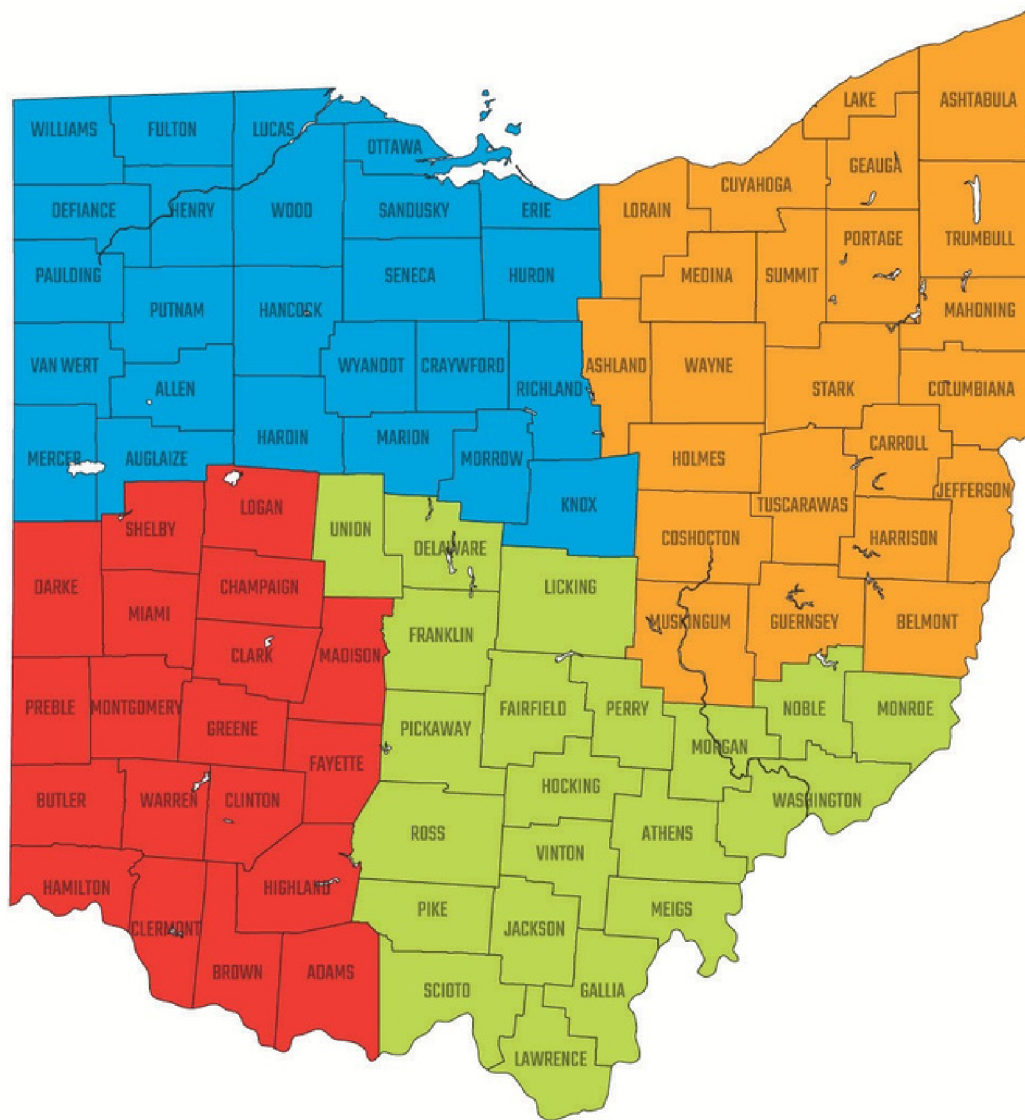 LAKE
ASHTABULA
WILLIAMS
FULTON
LUCAS
OTTAWA
GEAUGA
CUYAHOGA
DEFIANCE
HENRY
WOOD
SANDUSKY
ERIE
LORAIN
PORTAGE
TRUMBULL
PAULDING
SENECA
HURON
MEDINA
SUMMIT
PUTNAM
HANCOCK
MAHONING
VAN WERT
WYANDOT
CRAYWFORD
ASHLAND
WAYNE
ALLEN
RICHLAND
STARK
COLUMBIANA
MERCER
AUGLAIZE
HARDIN
MARION
MORROW
HOLMES
CARROLL
JEFFERSON
LOGAN
KNOX
TUSCARAWAS
SHELBY
UNION
DELAWARE
COSHOCTON
HARRISON
DARKE
CHAMPAIGN
LICKING
MIAMI
FRANKLIN
MUSKINGUM
GUERNSEY
BELMONT
CLARK
MADISON
PREBLE
MONTGOMERY
GREENE
PICKAWAY
FAIRFIELD
PERRY
NOBLE
MONROE
MORGAN
FAYETTE
BUTLER
WARREN
CLINTON
HOCKING
WASHINGTON
ROSS
ATHENS
VINTON
HAMILTON
HIGHLAND
PIKE
MEIGS
CLERMONT
JACKSON
BROWN
ADAMS
SCIOTO
GALLIA
LAWRENCE